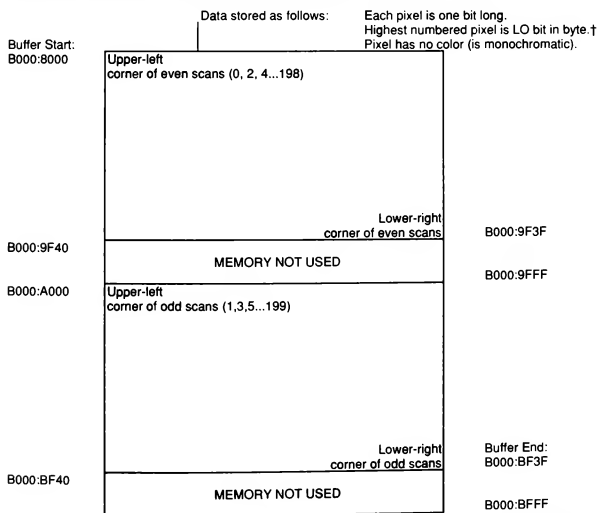 Data stored as follows:
Each pixel is one bit long.
Highest numbered pixel is LO bit in byte.†
Pixel has no color (is monochromatic).
Buffer Start:
B000:8000
Upper-left
corner of even scans (0, 2, 4...198)
Lower-right
corner of even scans
B000:9F3F
B000:9F40
MEMORY NOT USED
B000:9FFF
B000:A000
Upper-left
corner of odd scans (1,3,5...199)
Lower-right
corner of odd scans
Buffer End:
B000:BF3F
B000:BF40
MEMORY NOT USED
B000:BFFF